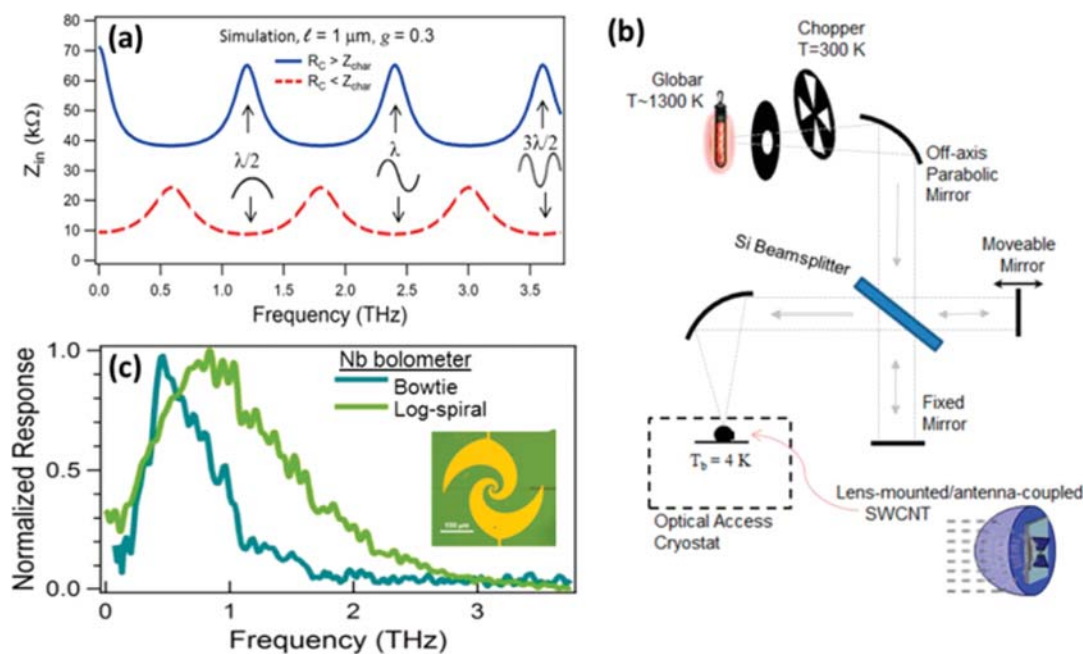 (a)
Simulation, ℓ = 1 μm, g = 0.3
R_C > Z_char
R_C < Z_char
Z_in (kΩ)
80
70
60
50
40
30
20
10
0
λ/2
λ
3λ/2
0.0
0.5
1.0
1.5
2.0
2.5
3.0
3.5
Frequency (THz)
(b)
Chopper
T=300 K
Globar
T~1300 K
Off-axis
Parabolic
Mirror
Si Beamsplitter
Moveable
Mirror
Fixed
Mirror
T_b = 4 K
Optical Access
Cryostat
Lens-mounted/antenna-coupled
SWCNT
(c)
Nb bolometer
Bowtie
Log-spiral
Normalized Response
1.0
0.5
0.0
0
1
2
3
Frequency (THz)